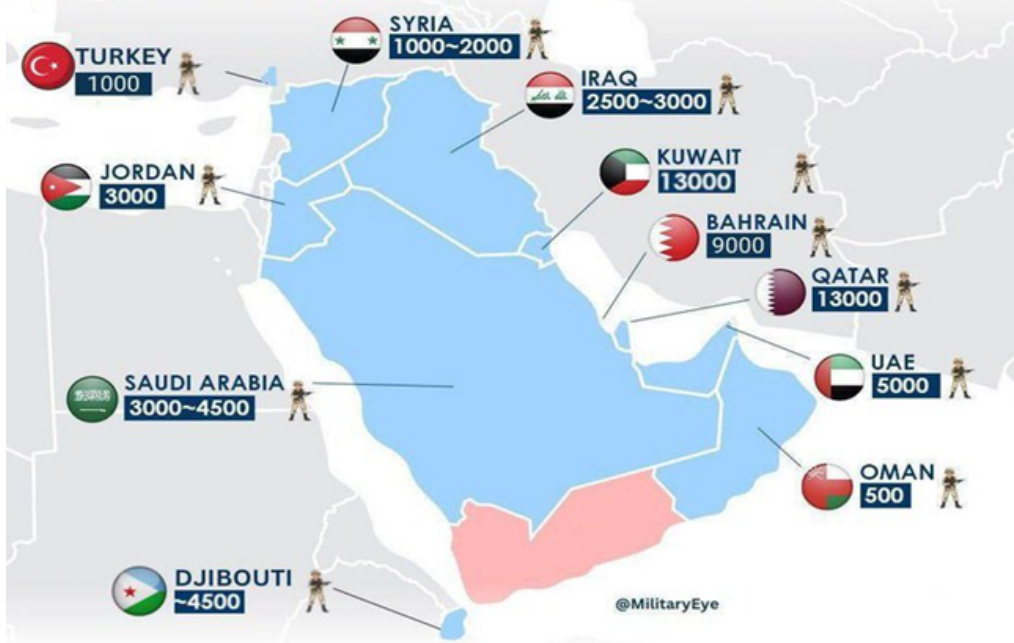 SYRIA
1000~2000
TURKEY
1000
IRAQ
2500~3000
KUWAIT
13000
JORDAN
3000
BAHRAIN
9000
QATAR
13000
UAE
5000
SAUDI ARABIA
3000~4500
OMAN
500
DJIBOUTI
~4500
@MilitaryEye